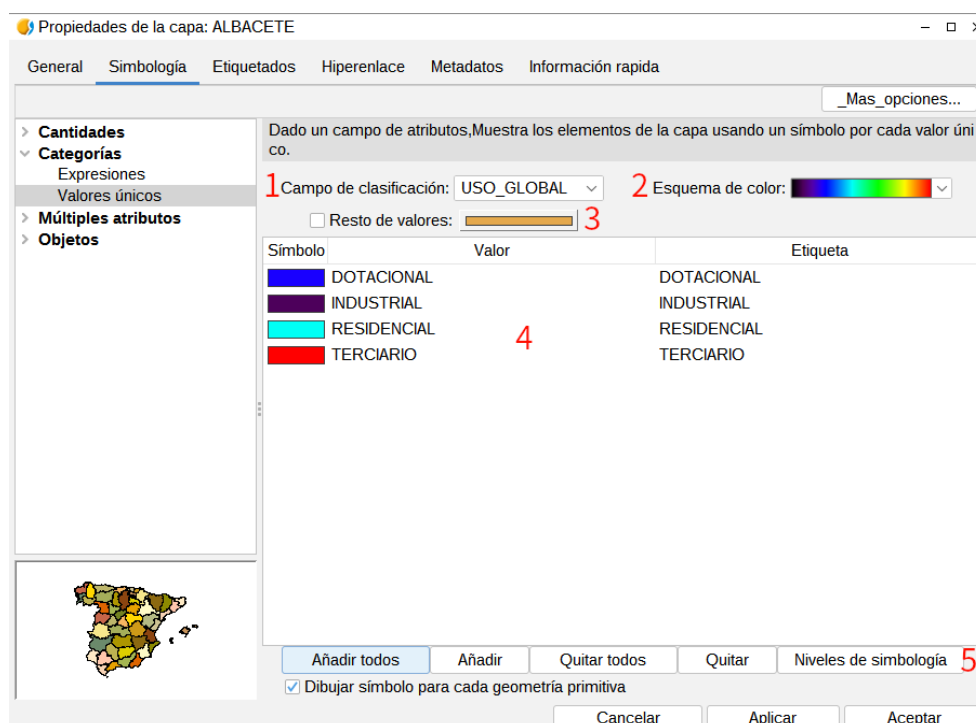 Propiedades de la capa: ALBACETE
General Simbología Etiquetados Hiperenlace Metadatos Información rapida
_Mas_opciones...
Cantidades
Categorías
Expresiones
Valores únicos
Múltiples atributos
Objetos
Dado un campo de atributos,Muestra los elementos de la capa usando un símbolo por cada valor úni
co.
1 Campo de clasificación: USO_GLOBAL 2 Esquema de color:
Resto de valores: 3
Símbolo Valor Etiqueta
DOTACIONAL DOTACIONAL
INDUSTRIAL INDUSTRIAL
RESIDENCIAL RESIDENCIAL
4
TERCIARIO TERCIARIO
Añadir todos Añadir Quitar todos Quitar Niveles de simbología 5
Dibujar símbolo para cada geometría primitiva
Cancelar Aplicar Aceptar